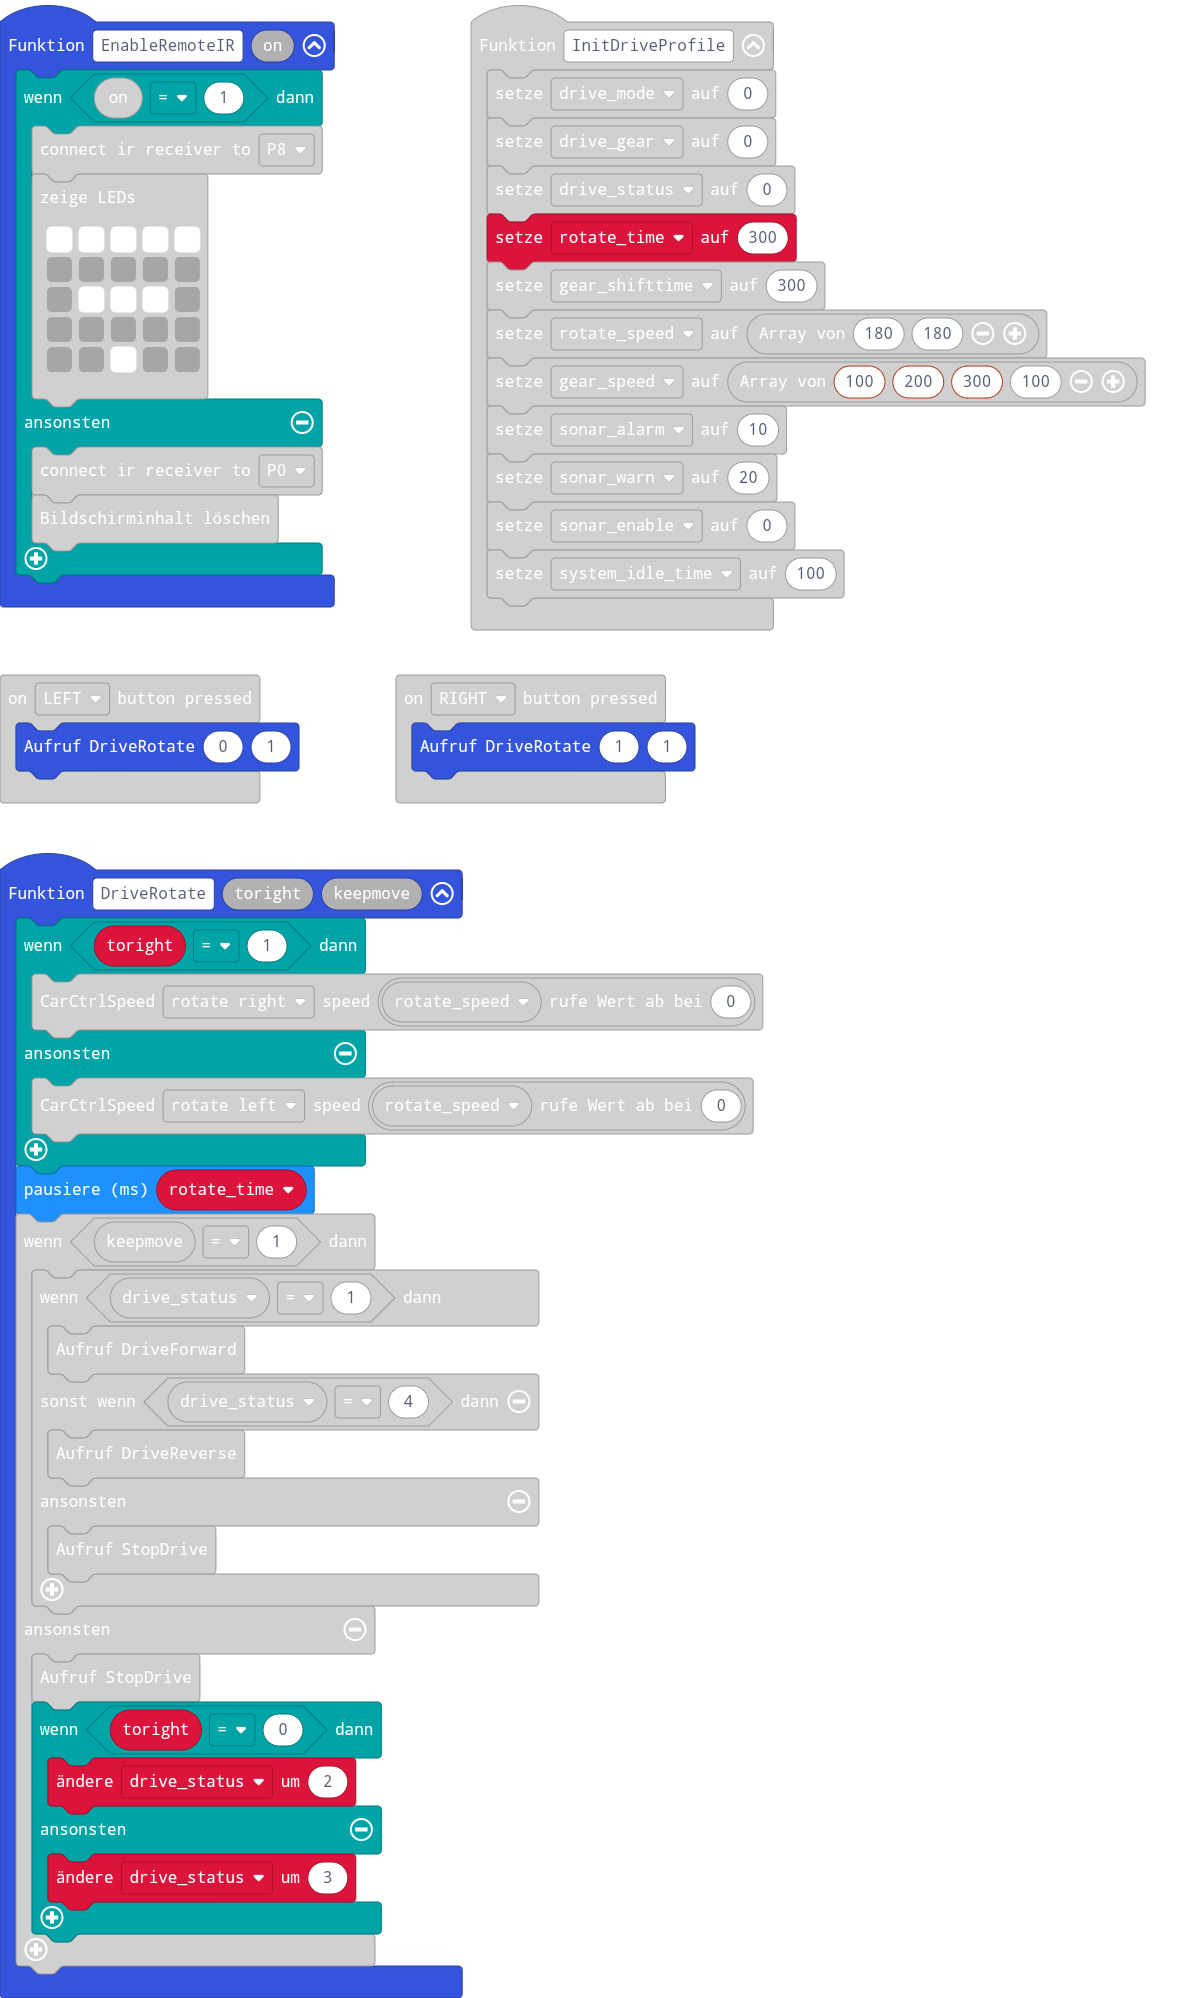 Funktion EnableRemoteIR on
wenn on = 1 dann
connect ir receiver to P8
zeige LEDs
ansonsten
connect ir receiver to P0
Bildschirminhalt löschen
Funktion InitDriveProfile
setze drive_mode auf 0
setze drive_gear auf 0
setze drive_status auf 0
setze rotate_time auf 300
setze gear_shifttime auf 300
setze rotate_speed auf Array von 180 180
setze gear_speed auf Array von 100 200 300 100
setze sonar_alarm auf 10
setze sonar_warn auf 20
setze sonar_enable auf 0
setze system_idle_time auf 100
on LEFT button pressed
Aufruf DriveRotate 0 1
on RIGHT button pressed
Aufruf DriveRotate 1 1
Funktion DriveRotate toright keepmove
wenn toright = 1 dann
CarCtrlSpeed rotate right speed rotate_speed rufe Wert ab bei 0
ansonsten
CarCtrlSpeed rotate left speed rotate_speed rufe Wert ab bei 0
pausiere (ms) rotate_time
wenn keepmove = 1 dann
wenn drive_status = 1 dann
Aufruf DriveForward
sonst wenn drive_status = 4 dann
Aufruf DriveReverse
ansonsten
Aufruf StopDrive
ansonsten
Aufruf StopDrive
wenn toright = 0 dann
ändere drive_status um 2
ansonsten
ändere drive_status um 3